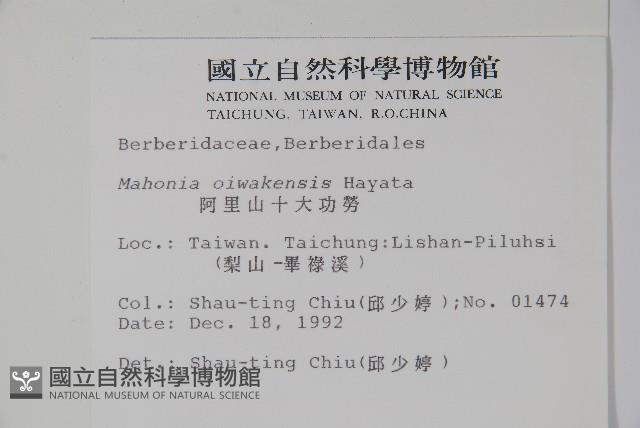 國立自然科學博物館
NATIONAL MUSEUM OF NATURAL SCIENCE
TAICHUNG, TAIWAN, R.O.CHINA
Berberidaceae,Berberidales
Mahonia oiwakensis Hayata
阿里山十大功勞
Loc.: Taiwan. Taichung:Lishan-Piluhsi
(梨山-畢祿溪)
Col.: Shau-ting Chiu(邱少婷);No. 01474
Date: Dec. 18, 1992
Det.: Shau-ting Chiu(邱少婷)
國立自然科學博物館
NATIONAL MUSEUM OF NATURAL SCIENCE